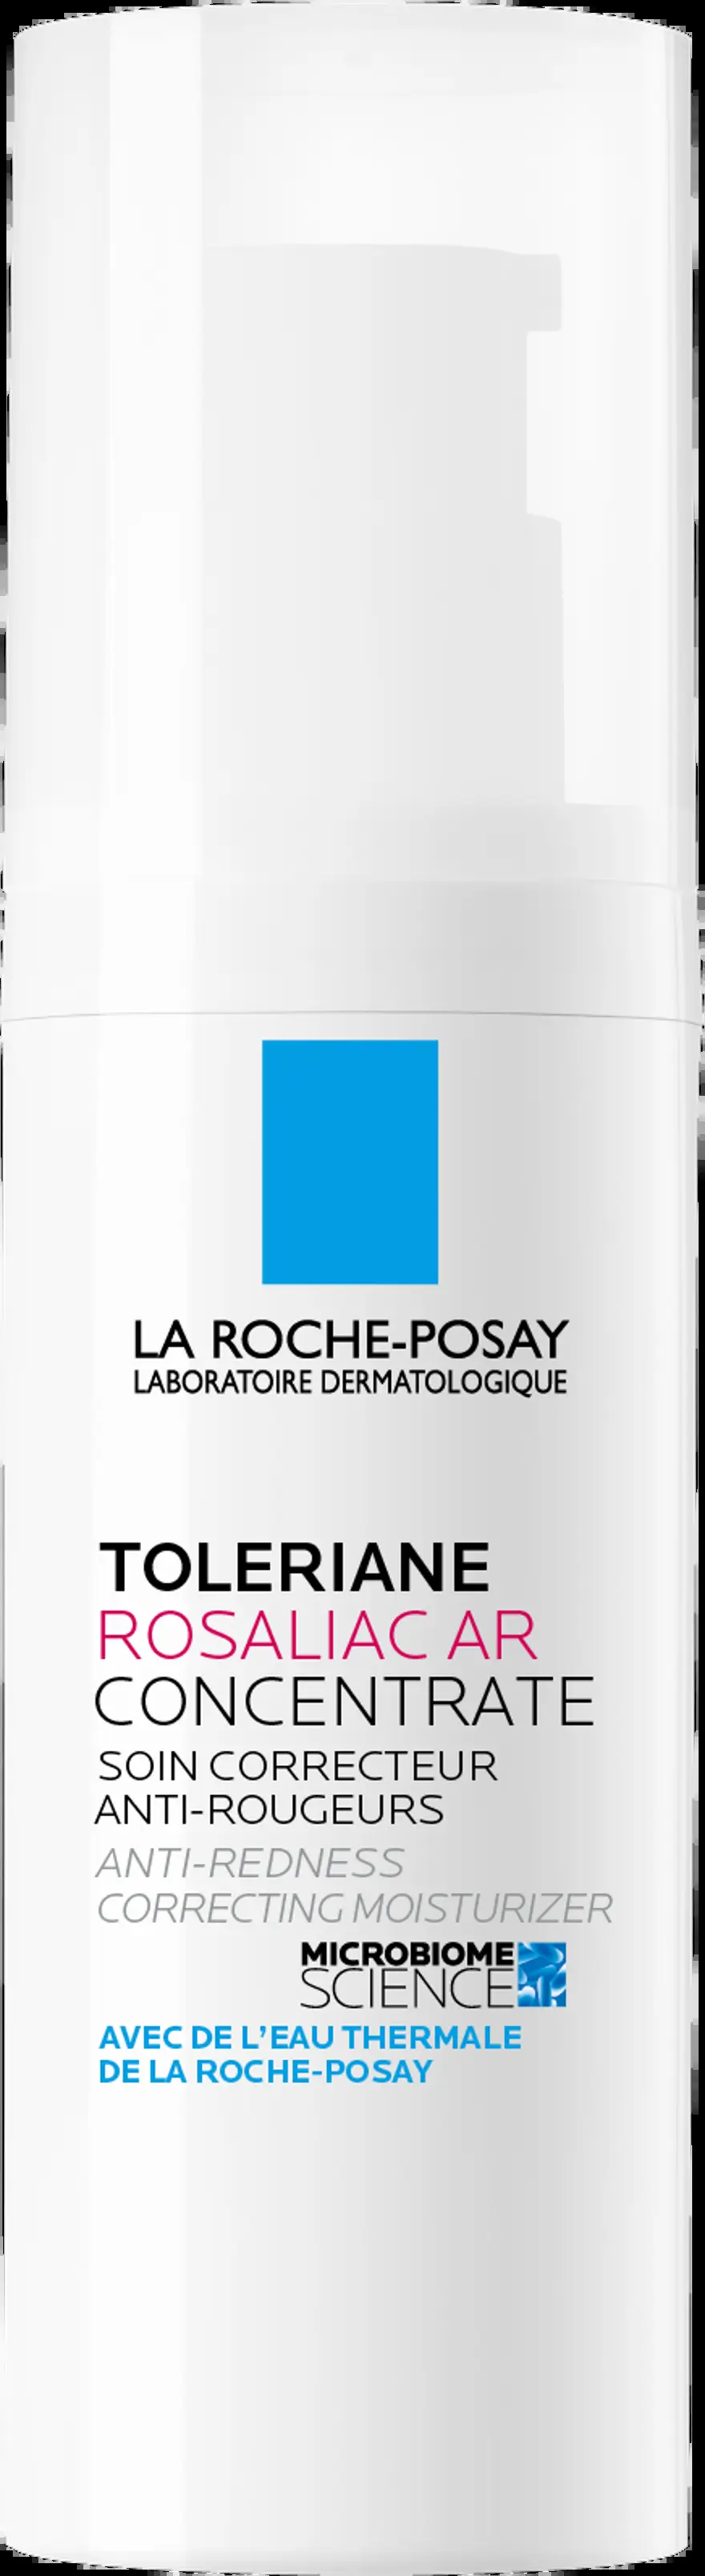 LA ROCHE-POSAY
LABORATOIRE DERMATOLOGIQUE
TOLERIANE
ROSALIAC AR
CONCENTRATE
SOIN CORRECTEUR
ANTI-ROUGEURS
ANTI-REDNESS
CORRECTING MOISTURIZER
MICROBIOME
SCIENCE
AVEC DE L'EAU THERMALE
DE LA ROCHE-POSAY